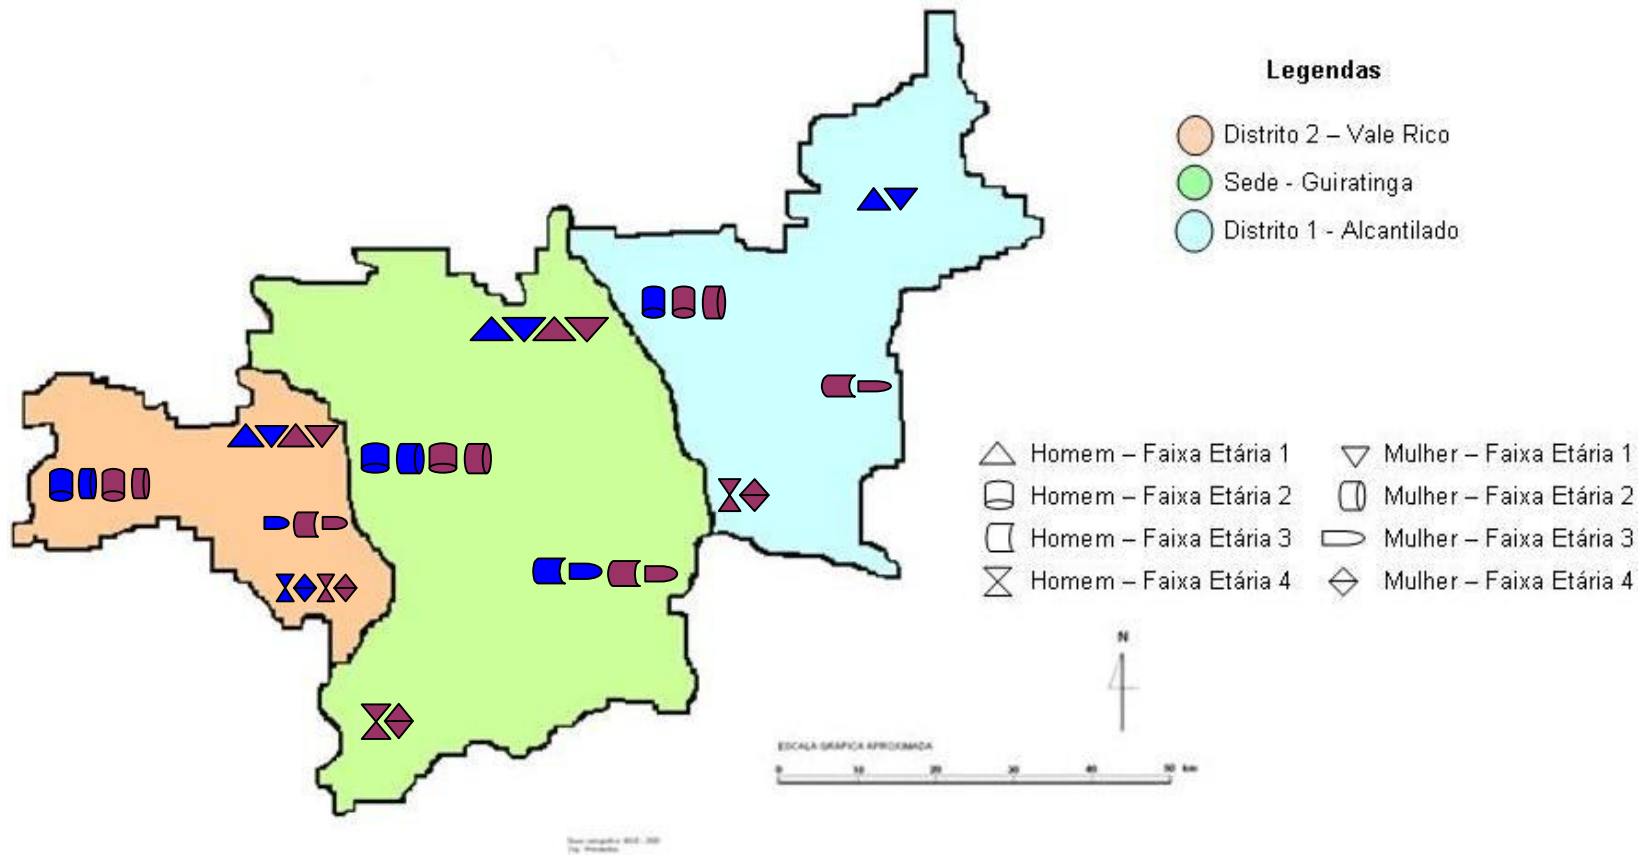 Legendas
Distrito 2 – Vale Rico
Sede - Guiratinga
Distrito 1 - Alcantilado
Homem – Faixa Etária 1
Mulher – Faixa Etária 1
Homem – Faixa Etária 2
Mulher – Faixa Etária 2
Homem – Faixa Etária 3
Mulher – Faixa Etária 3
Homem – Faixa Etária 4
Mulher – Faixa Etária 4
N
ESCALA GRÁFICA APROXIMADA
0 10 20 30 40 50 km